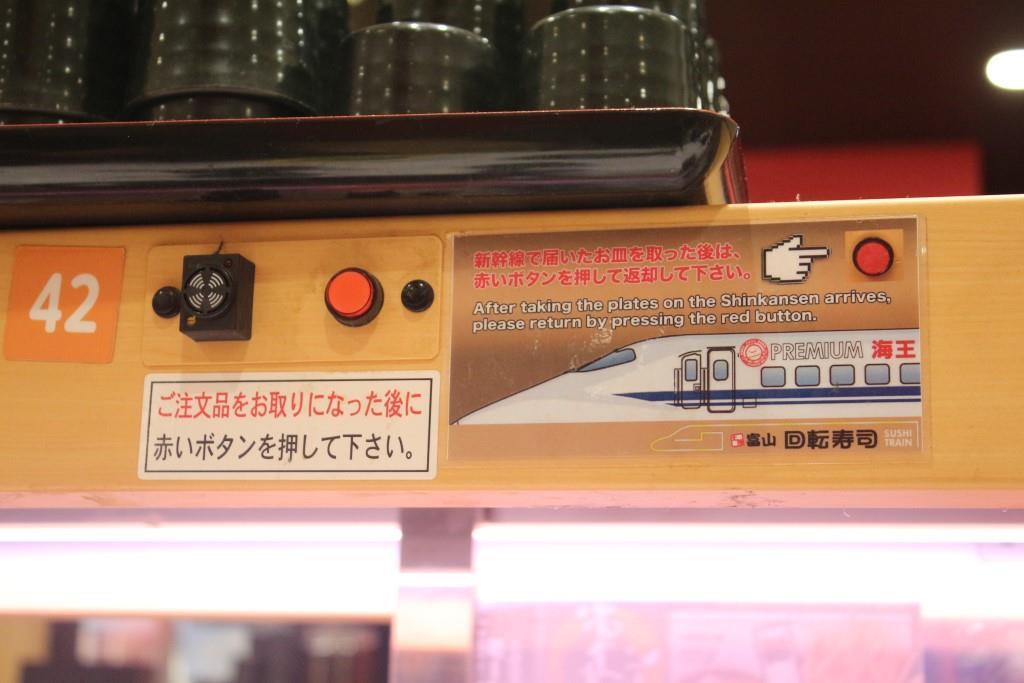 42
ご注文品をお取りになった後に
赤いボタンを押して下さい。
新幹線で届いたお皿を取った後は、
赤いボタンを押して返却して下さい。
After taking the plates on the Shinkansen arrives,
please return by pressing the red button.
PREMIUM 海王
富山 回転寿司 SUSHI TRAIN